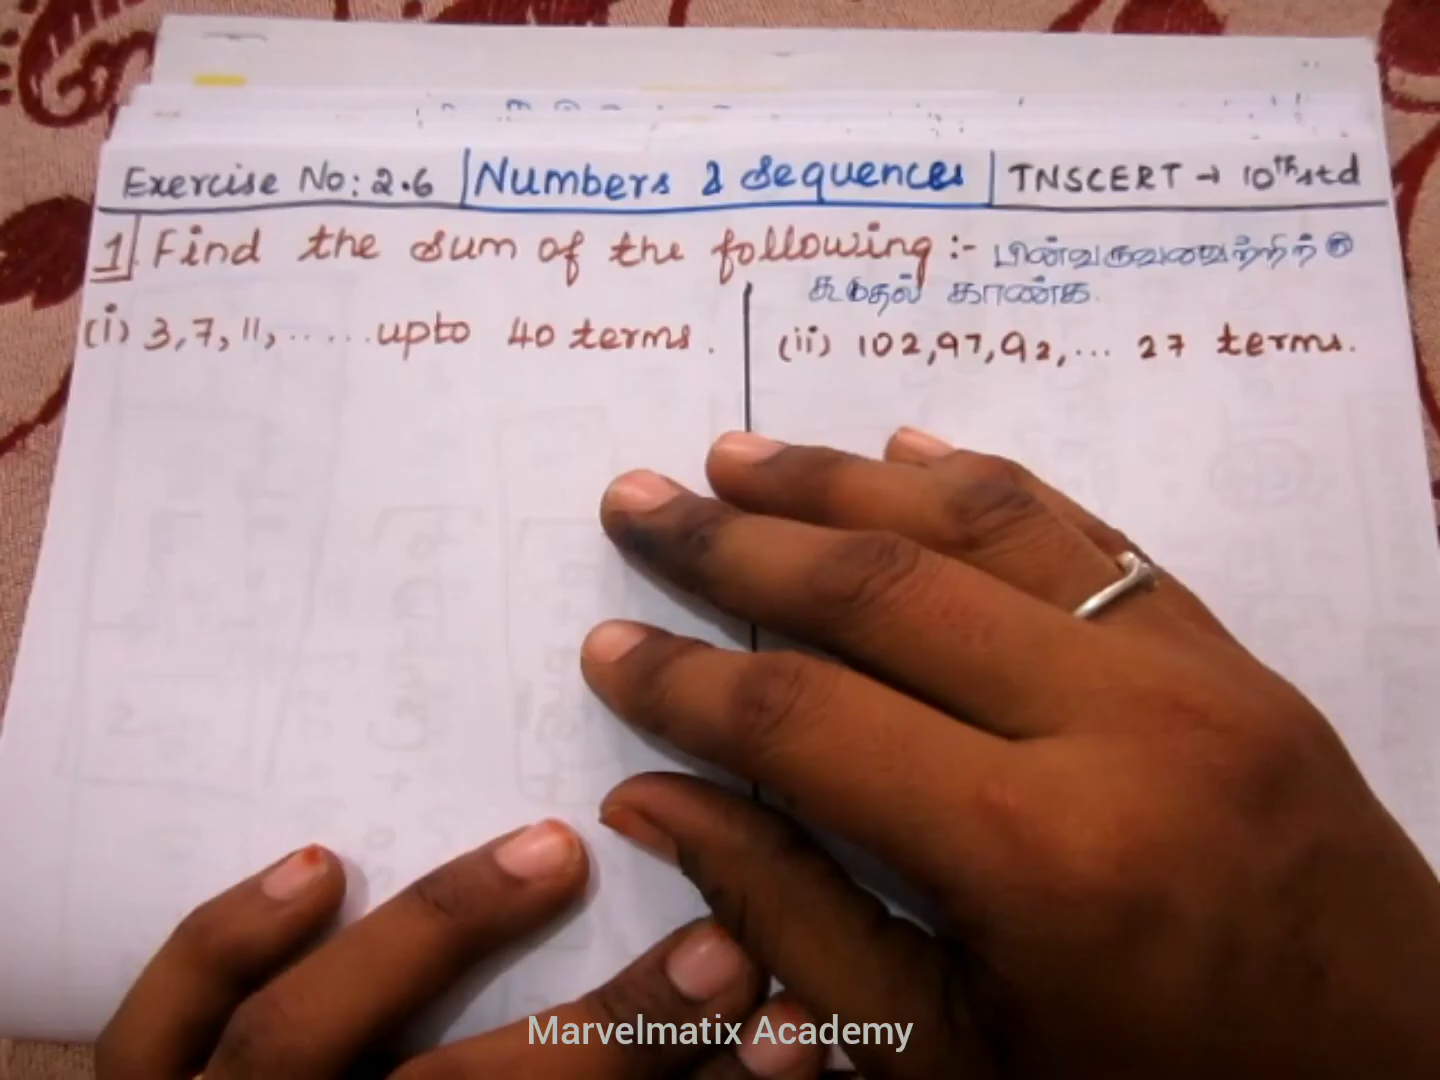 Exercise No: 2.6 Numbers & Sequences TNSCERT → 10th std
1. Find the sum of the following :- பின்வருவனவற்றின்
கூடுதல் காண்க.
(i) 3, 7, 11, ..... upto 40 terms.
(ii) 102, 97, 92, ... 27 terms.
Marvelmatix Academy